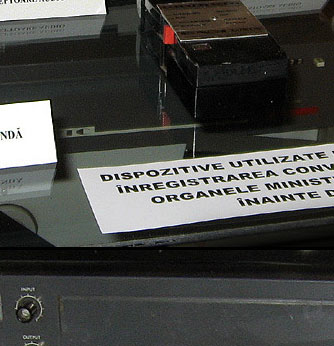 NDĂ
DISPOZITIVE UTILIZATE
ÎNREGISTRAREA CONV
ORGANELE MINIST
ÎNAINTE D
INPUT
OUTPUT